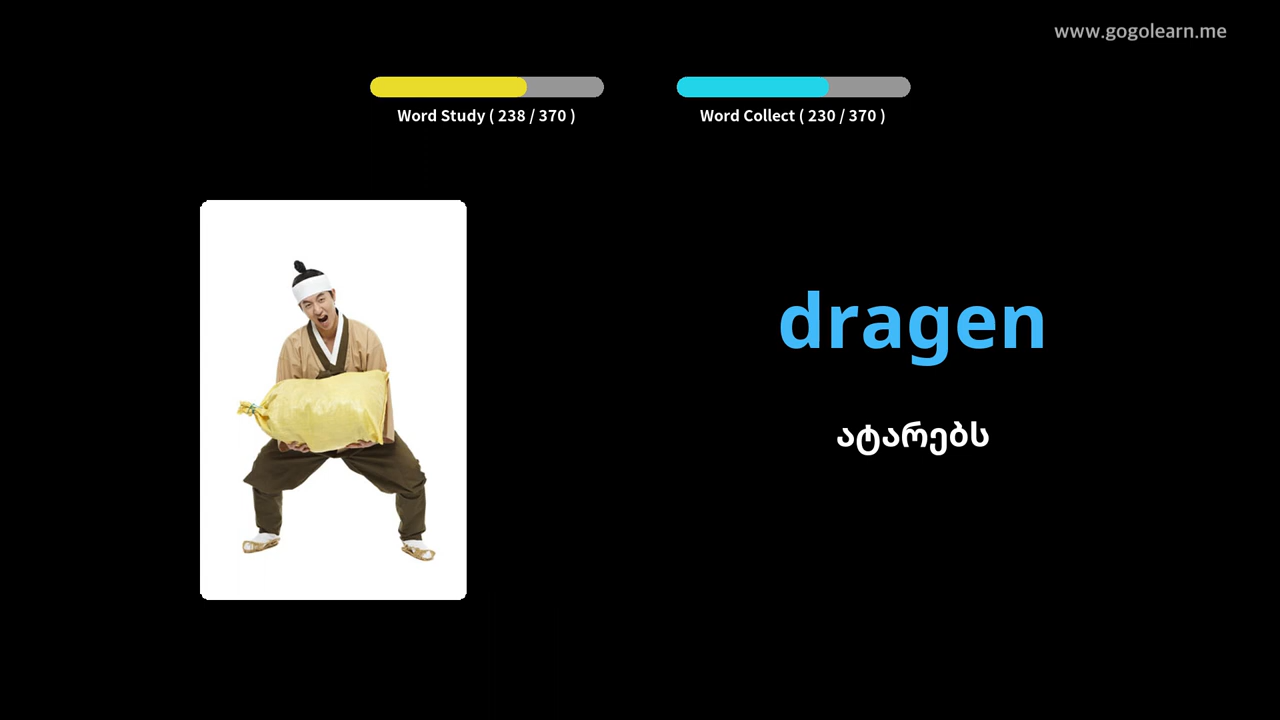 www.gogolearn.me
Word Study ( 238 / 370 )
Word Collect ( 230 / 370 )
dragen
ატარებს